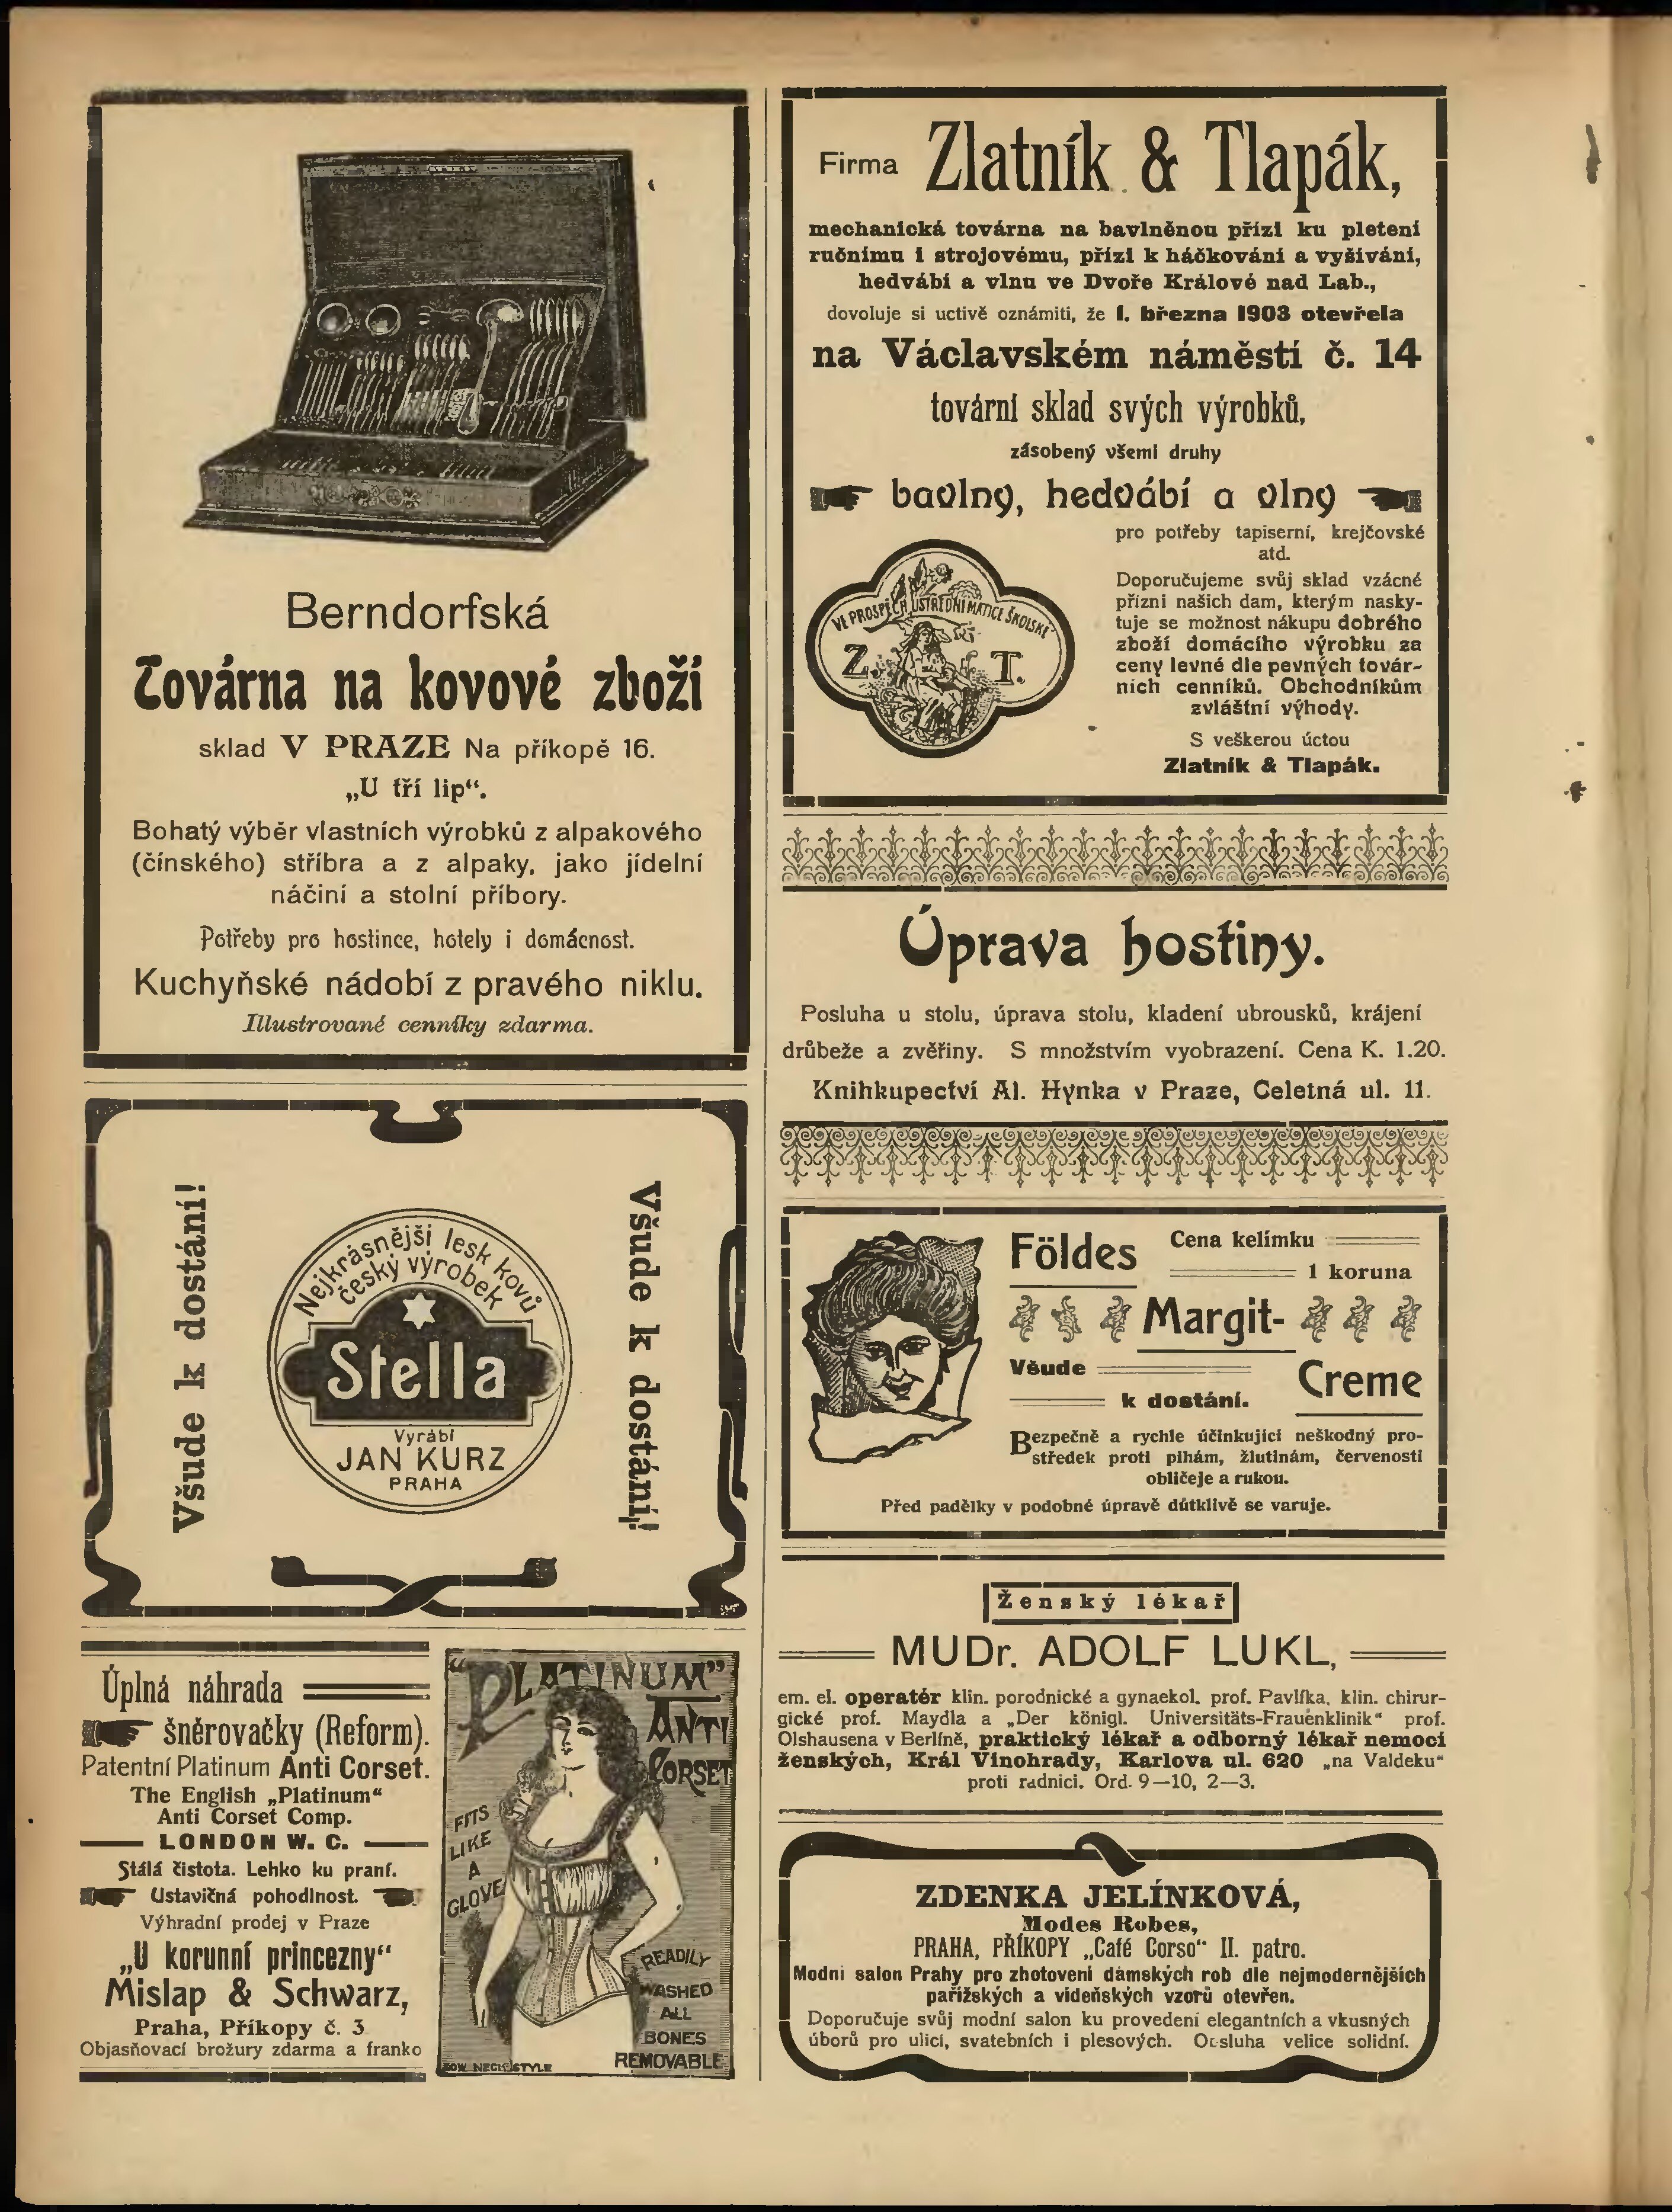 Berndorfská
Továrna na kovové zboží
sklad V PRAZE Na příkopě 16.
„U tří lip“.
Bohatý výběr vlastních výrobků z alpakového
(čínského) stříbra a z alpaky, jako jídelní
náčiní a stolní příbory.
Potřeby pro hostince, hotely i domácnost.
Kuchyňské nádobí z pravého niklu.
Illustrované cenníky zdarma.
Všude k dostání!
Nejkrásnější lesk kovů
český výrobek
Stella
Vyrábí
JAN KURZ
PRAHA
Všude k dostání!
Úplná náhrada
šněrovačky (Reform).
Patentní Platinum Anti Corset.
The English „Platinum“
Anti Corset Comp.
LONDON W. C.
Stálá čistota. Lehko ku praní.
Ustavičná pohodlnost.
Výhradní prodej v Praze
„U korunní princezny“
Mislap & Schwarz,
Praha, Příkopy č. 3
Objasňovací brožury zdarma a franko
“PLATINUM”
ANTI
CORSET
FITS
LIKE
A
GLOVE
READILY
WASHED
ALL
BONES
REMOVABLE
LOW NECK STYLE
Firma Zlatník & Tlapák,
mechanická továrna na bavlněnou přízi ku pletení
ručnímu i strojovému, přízi k háčkování a vyšívání,
hedvábí a vlnu ve Dvoře Králové nad Lab.,
dovoluje si uctivě oznámiti, že 1. března 1903 otevřela
na Václavském náměstí č. 14
tovární sklad svých výrobků,
zásobený všemi druhy
bavlny, hedvábí a vlny
pro potřeby tapiserní, krejčovské
atd.
VE PROSPĚCH ÚSTŘEDNÍ MATICE ŠKOLSKÉ
Z. T.
Doporučujeme svůj sklad vzácné
přízni našich dam, kterým nasky-
tuje se možnost nákupu dobrého
zboží domácího výrobku za
ceny levné dle pevných továr-
ních cenníků. Obchodníkům
zvláštní výhody.
S veškerou úctou
Zlatník & Tlapák.
Úprava hostiny.
Posluha u stolu, úprava stolu, kladení ubrousků, krájení
drůbeže a zvěřiny. S množstvím vyobrazení. Cena K. 1.20.
Knihkupectví Al. Hynka v Praze, Celetná ul. 11.
Földes Cena kelímku
1 koruna
Margit-
Všude
k dostání.
Creme
Bezpečně a rychle účinkující neškodný pro-
středek proti pihám, žlutinám, červenosti
obličeje a rukou.
Před padělky v podobné úpravě důtklivě se varuje.
Ženský lékař
MUDr. ADOLF LUKL,
em. el. operatér klin. porodnické a gynaekol. prof. Pavlíka, klin. chirur-
gické prof. Maydla a „Der königl. Universitäts-Frauenklinik“ prof.
Olshausena v Berlíně, praktický lékař a odborný lékař nemocí
ženských, Král Vinohrady, Karlova ul. 620 „na Valdeku“
proti radnici. Ord. 9—10, 2—3.
ZDENKA JELÍNKOVÁ,
Modes Robes,
PRAHA, PŘÍKOPY „Café Corso“ II. patro.
Modní salon Prahy pro zhotovení dámských rob dle nejmodernějších
pařížských a vídeňských vzorů otevřen.
Doporučuje svůj modní salon ku provedení elegantních a vkusných
úborů pro ulici, svatebních i plesových. Obsluha velice solidní.